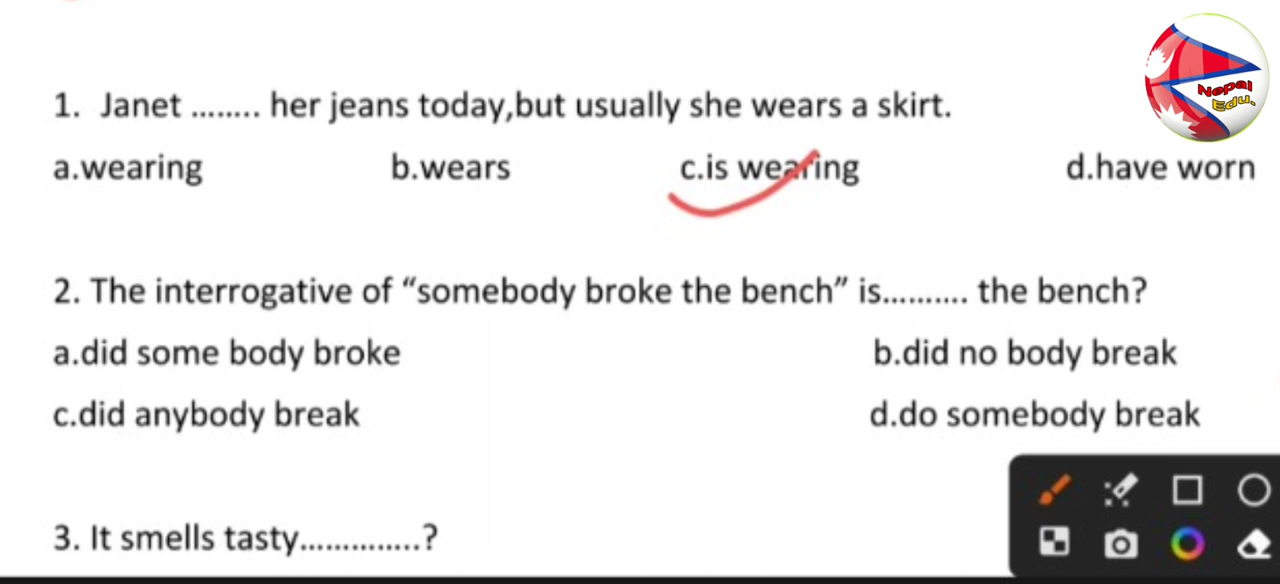 Nepal
Edu.
1. Janet ........ her jeans today,but usually she wears a skirt.
a.wearing b.wears c.is wearing d.have worn
2. The interrogative of “somebody broke the bench” is.......... the bench?
a.did some body broke b.did no body break
c.did anybody break d.do somebody break
3. It smells tasty..............?